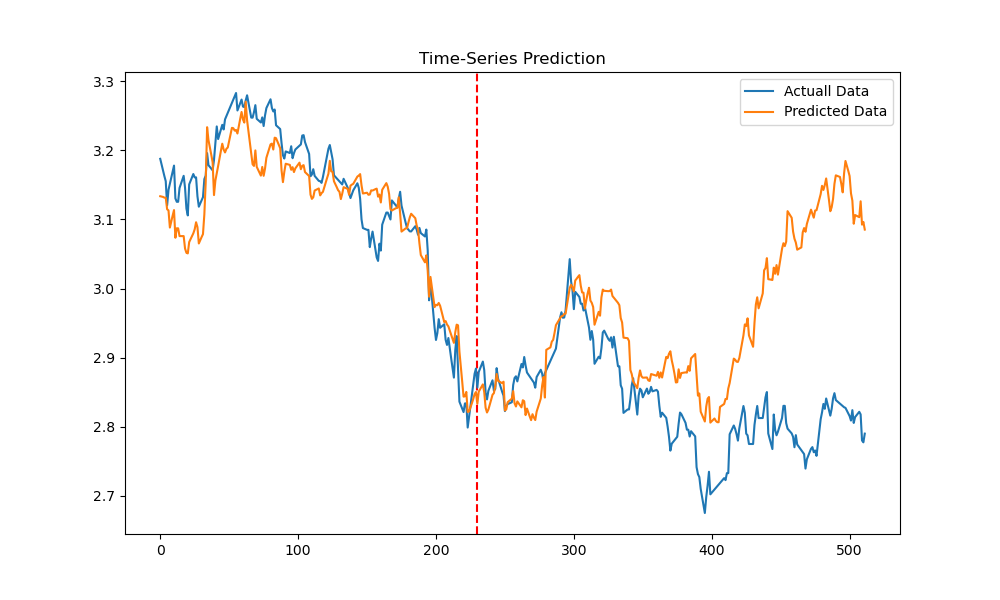 Time-Series Prediction
Actuall Data
Predicted Data
3.3
3.2
3.1
3.0
2.9
2.8
2.7
0 100 200 300 400 500